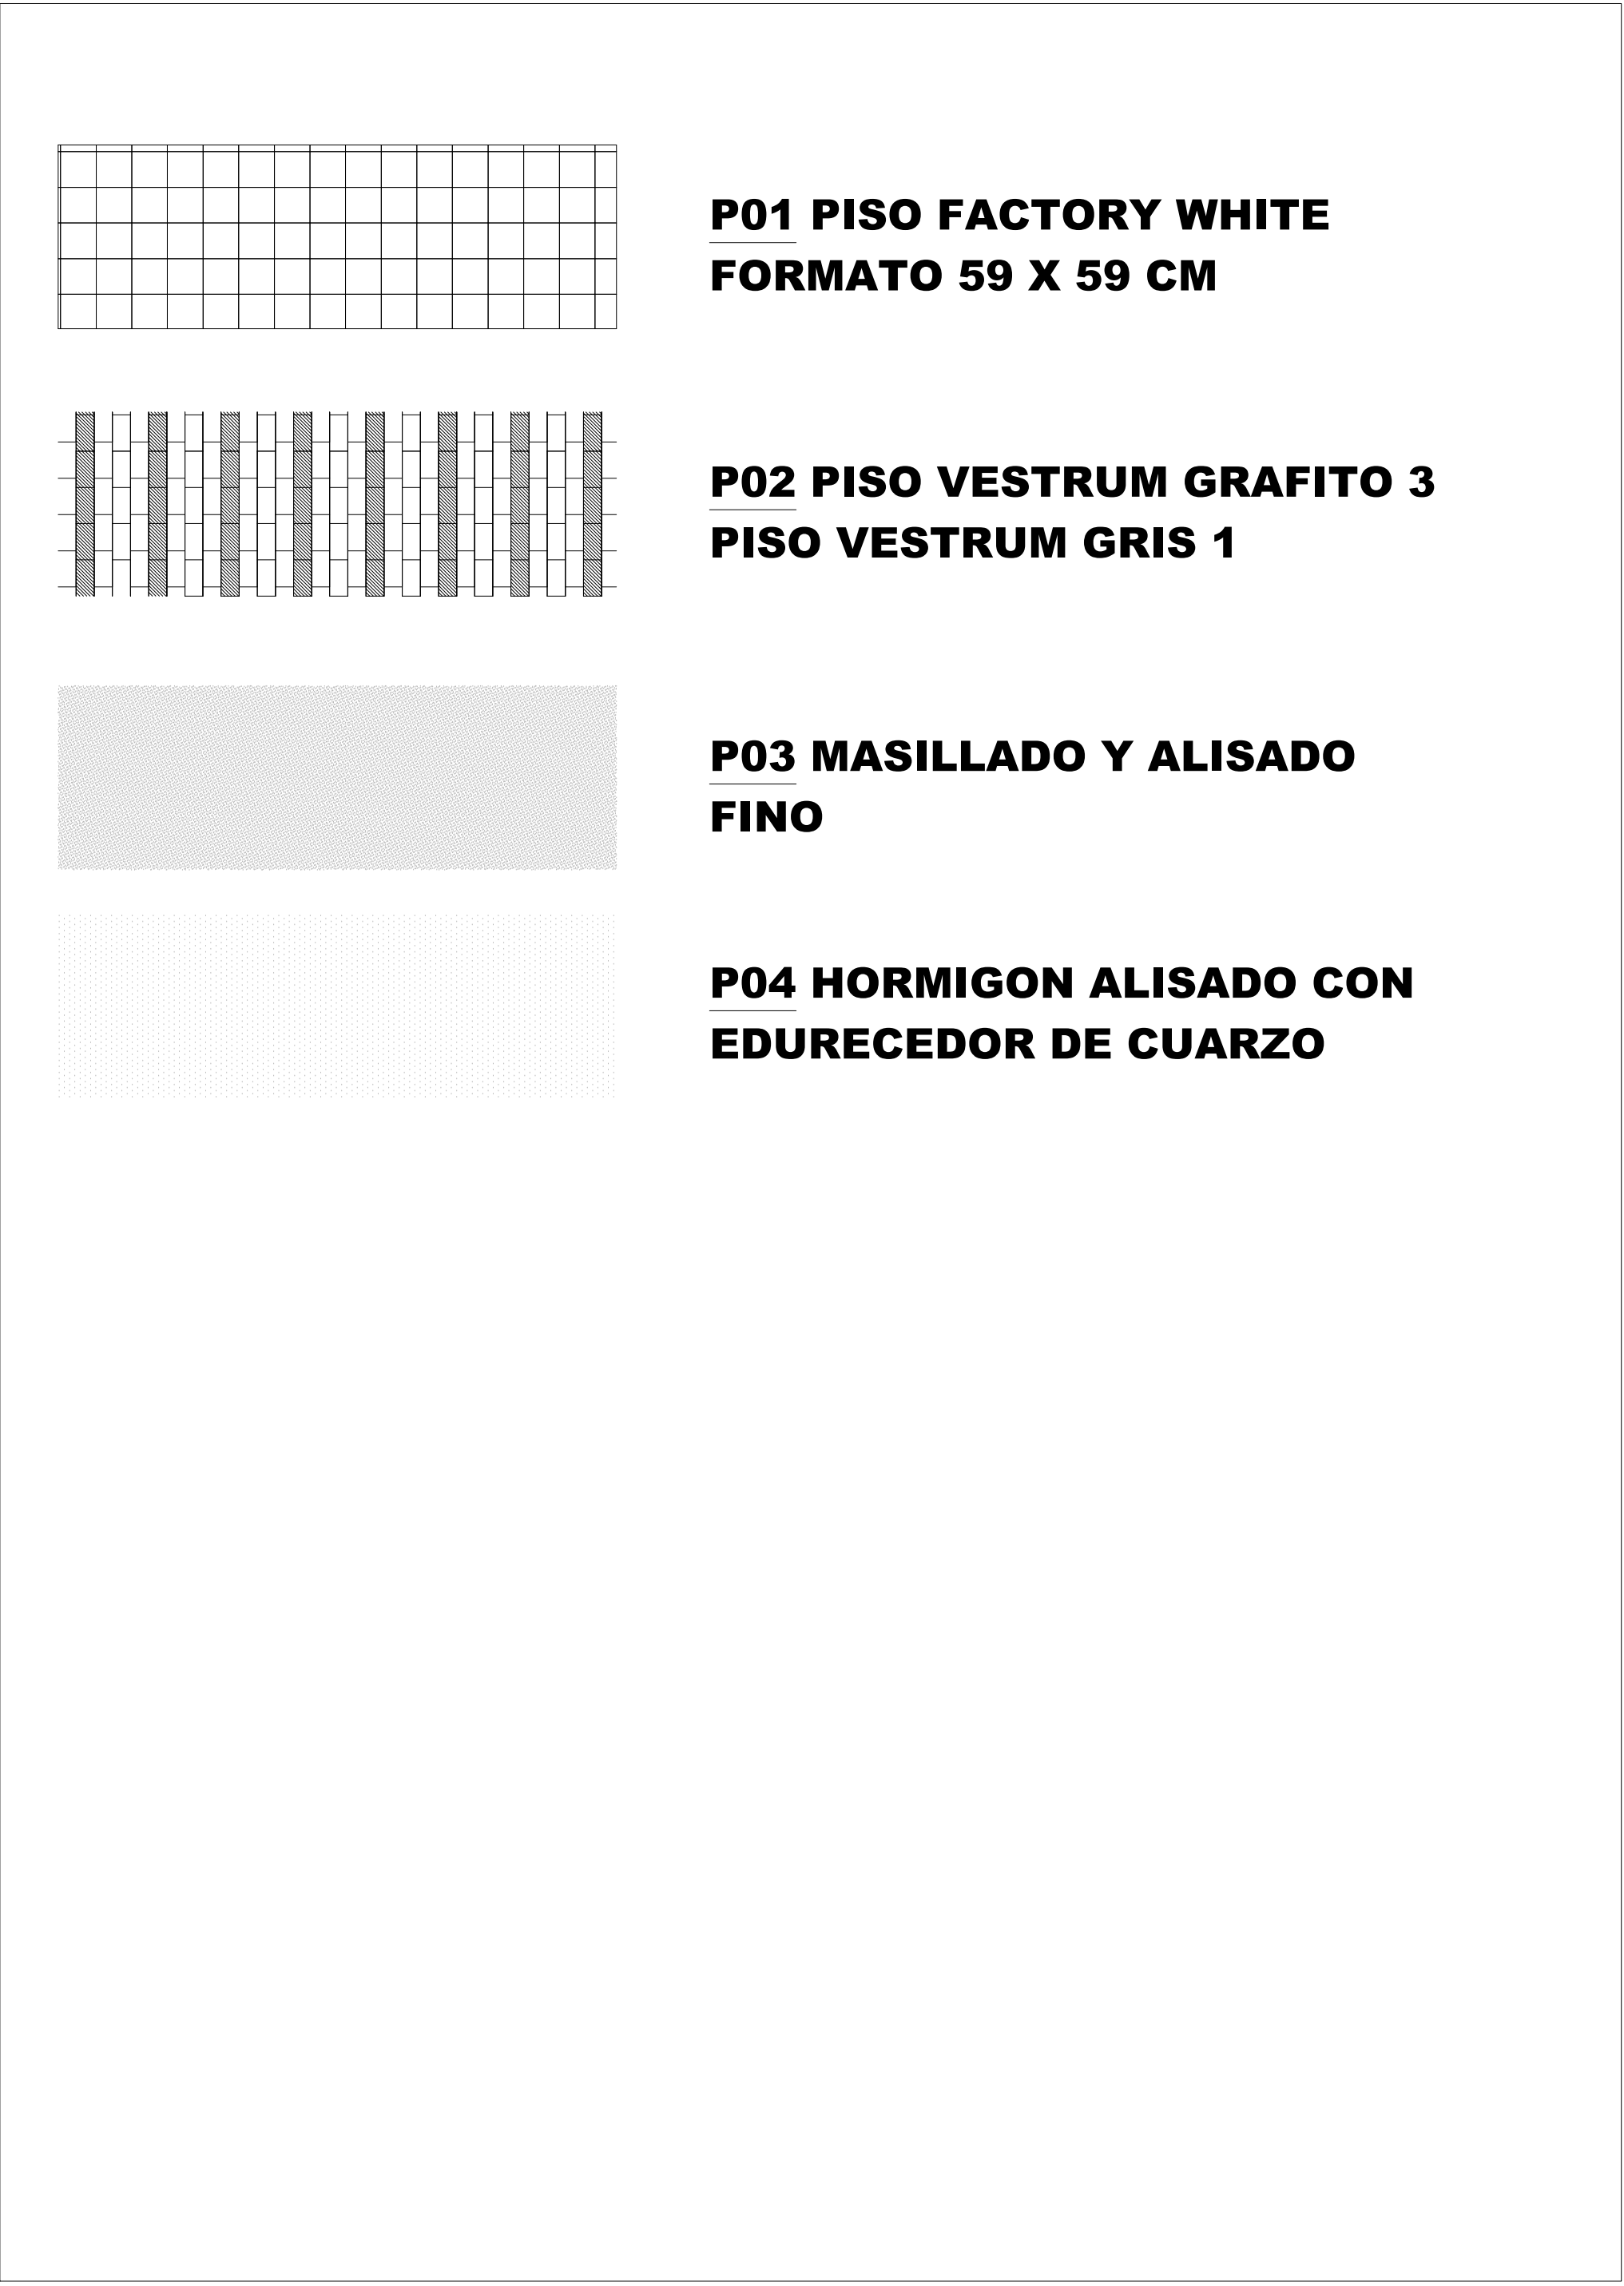 P01 PISO FACTORY WHITE
FORMATO 59 X 59 CM
P02 PISO VESTRUM GRAFITO 3
PISO VESTRUM GRIS 1
P03 MASILLADO Y ALISADO
FINO
P04 HORMIGON ALISADO CON
EDURECEDOR DE CUARZO